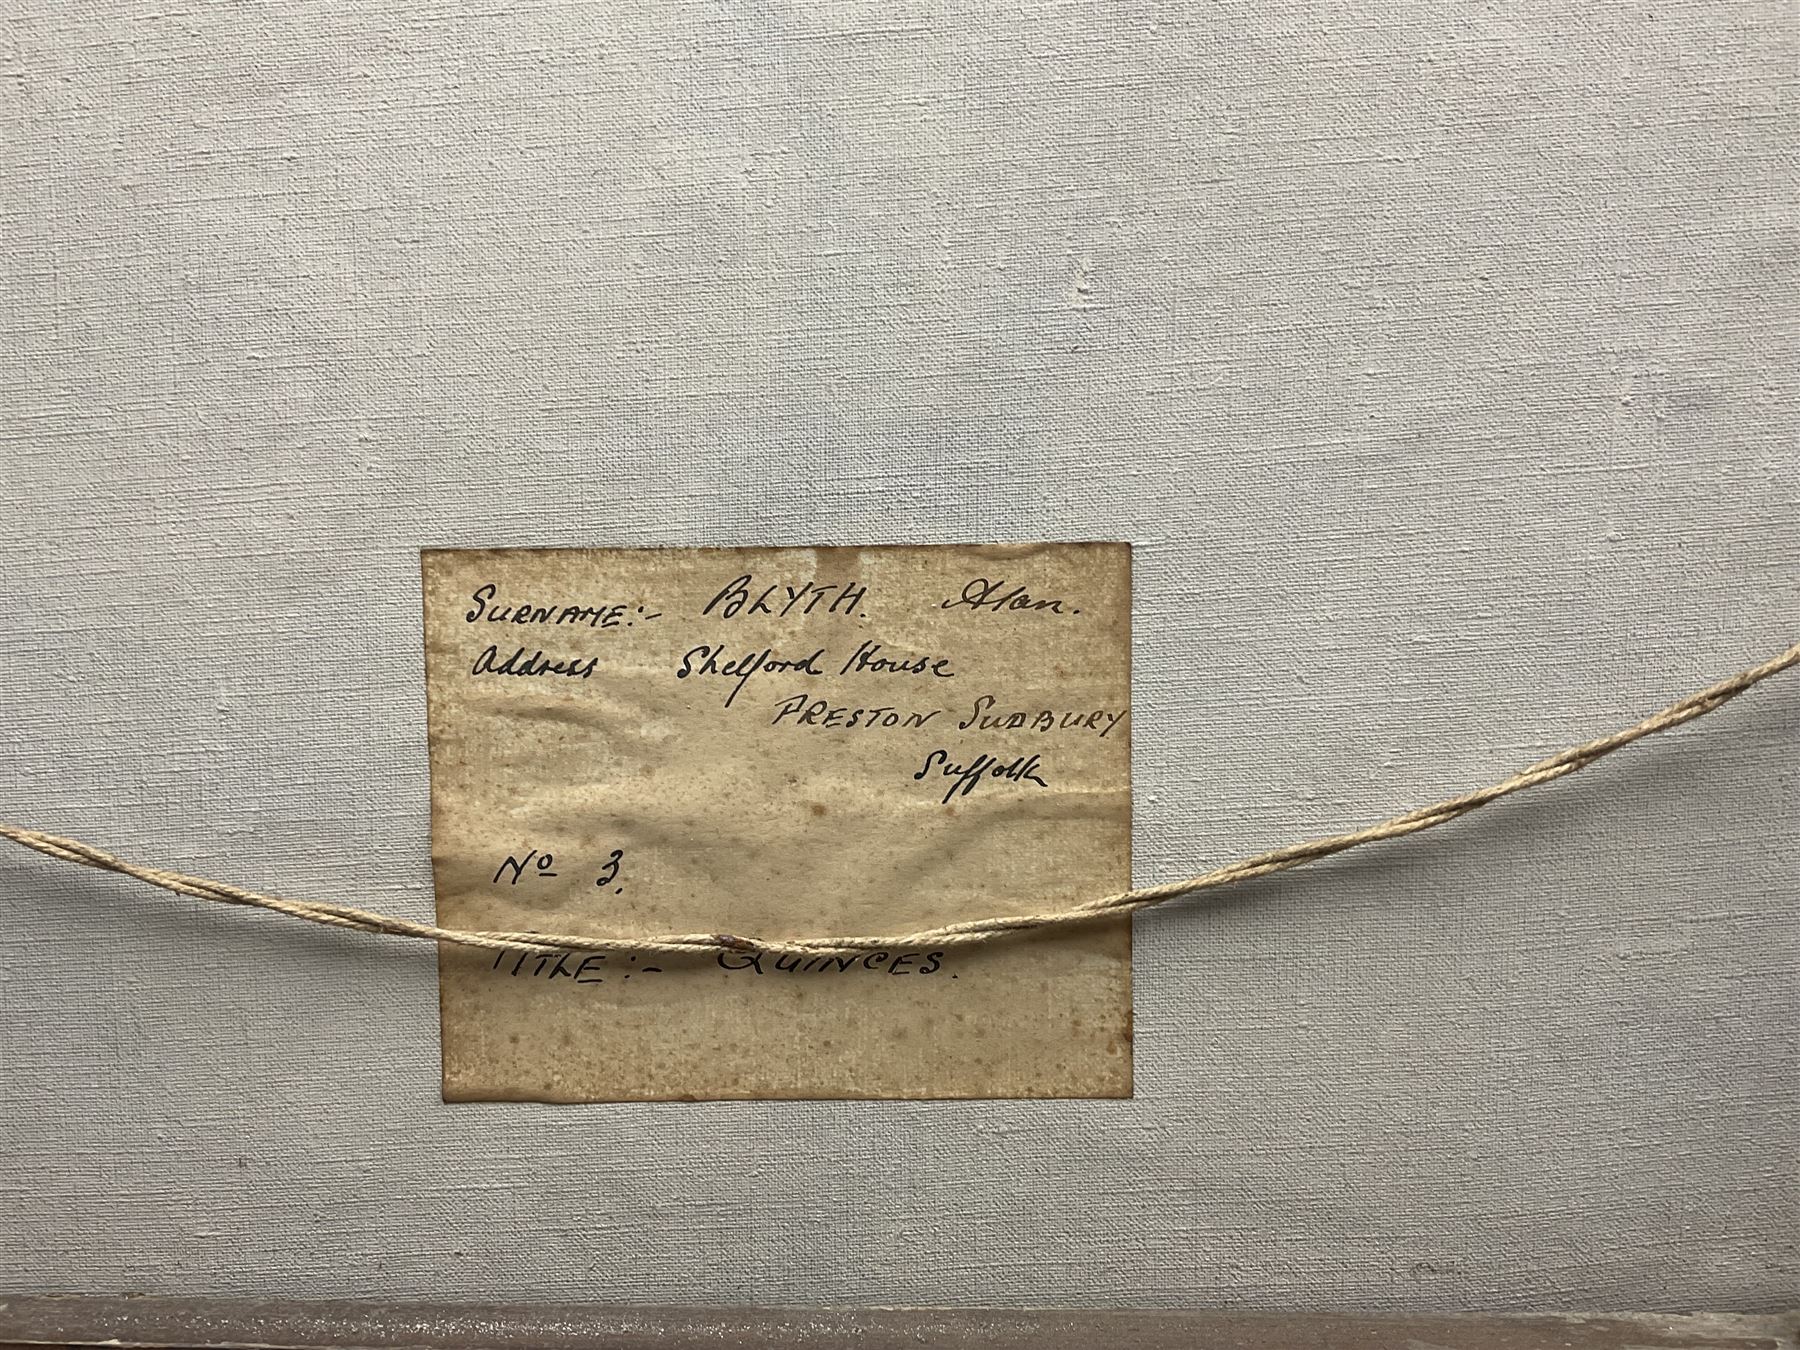 SURNAME:- BLYTH. Alan.
Address Shelford House
PRESTON SUDBURY
Suffolk
Nº 3.
TITLE:- QUINCES.